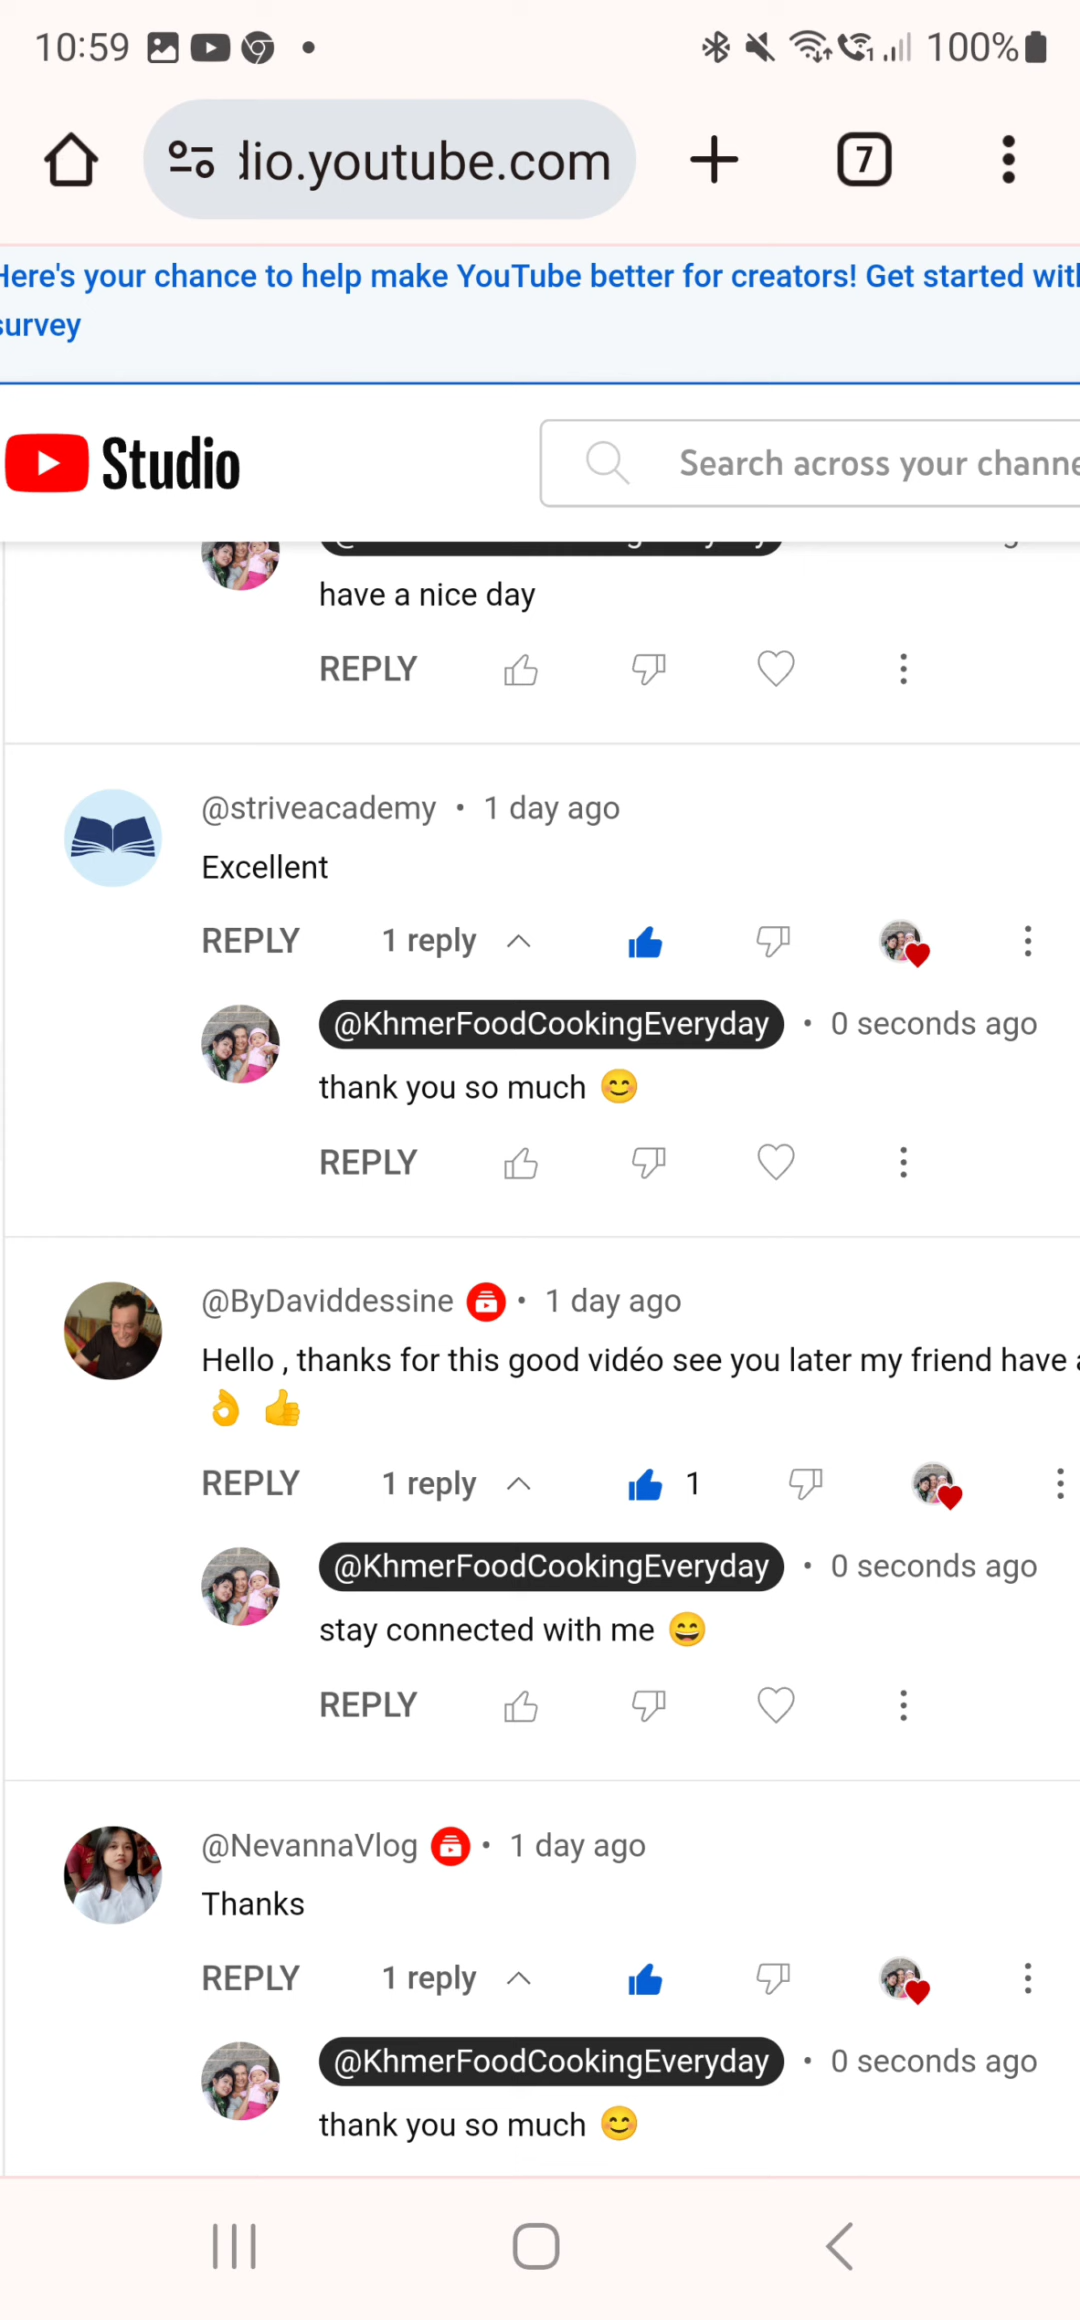 10:59
100%
dio.youtube.com
7
Here's your chance to help make YouTube better for creators! Get started with
survey
Studio
Search across your channe
have a nice day
REPLY
@striveacademy • 1 day ago
Excellent
REPLY 1 reply
@KhmerFoodCookingEveryday • 0 seconds ago
thank you so much 😊
REPLY
@ByDaviddessine • 1 day ago
Hello , thanks for this good vidéo see you later my friend have a
👌 👍
REPLY 1 reply 1
@KhmerFoodCookingEveryday • 0 seconds ago
stay connected with me 😄
REPLY
@NevannaVlog • 1 day ago
Thanks
REPLY 1 reply
@KhmerFoodCookingEveryday • 0 seconds ago
thank you so much 😊